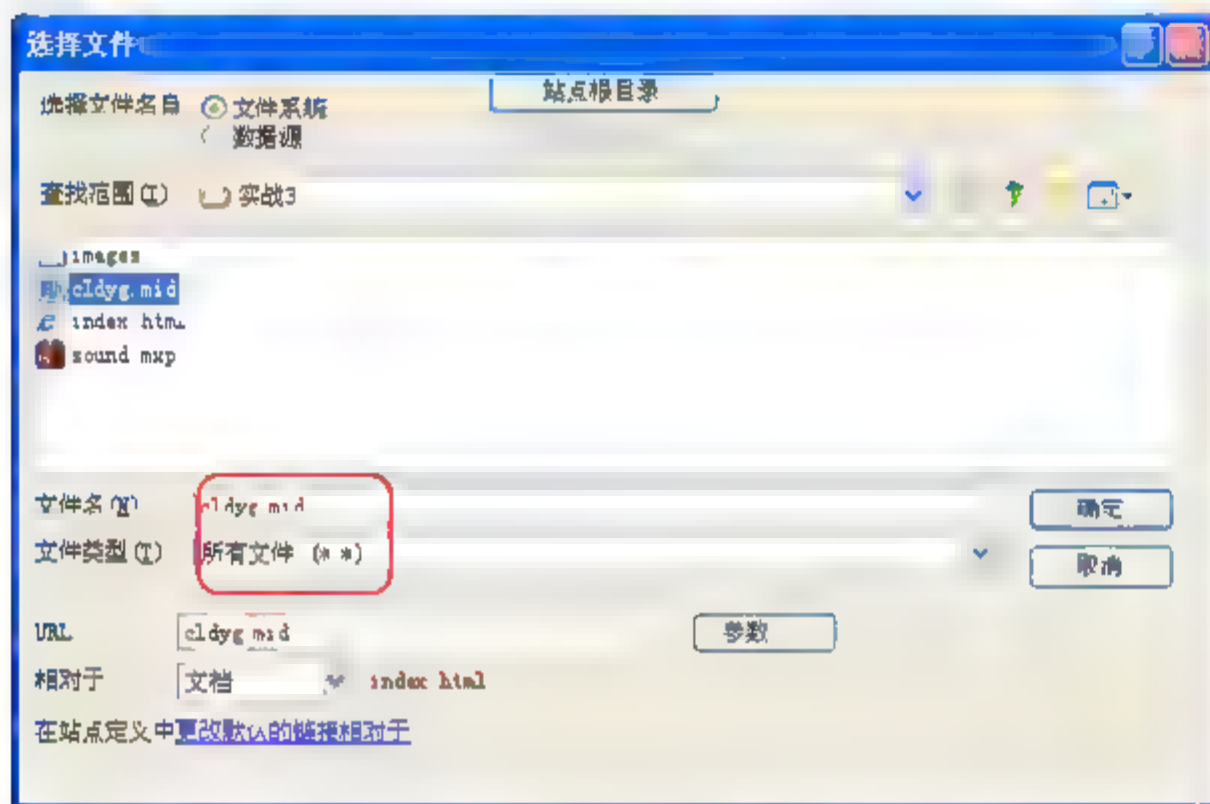 选择文件
选择文件名自 文件系统 站点根目录
数据源
查找范围(I) 实战3
images
cldyg.mid
index html
sound mxp
文件名(N) cldyg mid 确定
文件类型(T) 所有文件 (* *) 取消
URL cldyg mid 参数
相对于 文档 index html
在站点定义中更改默认的链接相对于